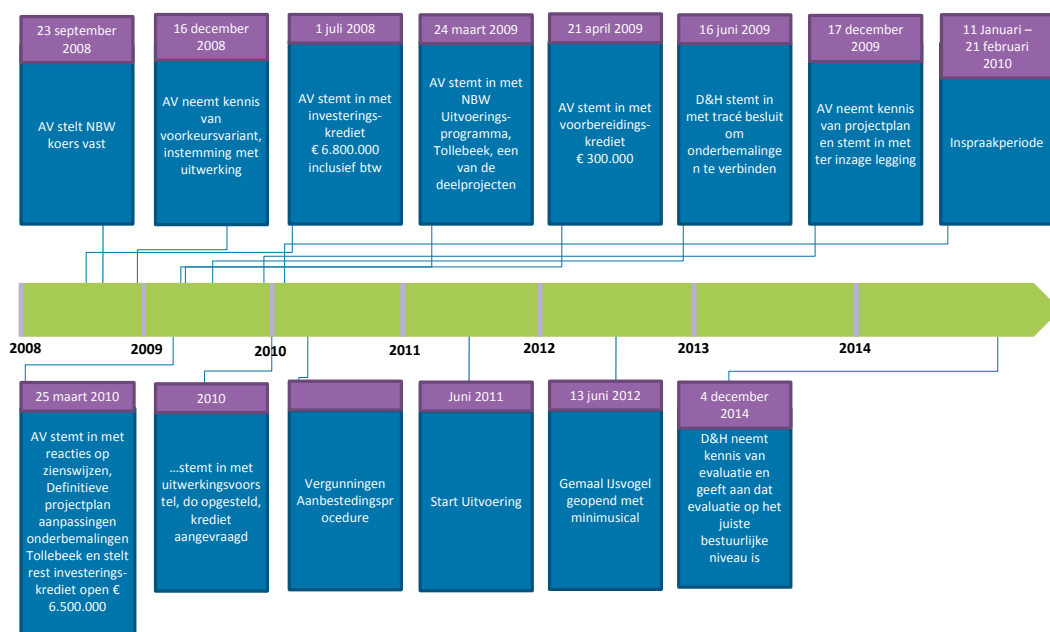 23 september
2008
AV stelt NBW
koers vast
16 december
2008
AV neemt kennis
van
voorkeursvariant,
instemming met
uitwerking
1 juli 2008
AV stemt in met
investerings-
krediet
€ 6.800.000
inclusief btw
24 maart 2009
AV stemt in met
NBW
Uitvoerings-
programma,
Tollebeek, een
van de
deelprojecten
21 april 2009
AV stemt in met
voorbereidings-
krediet
€ 300.000
16 juni 2009
D&H stemt in
met tracé besluit
om
onderbemalinge
n te verbinden
17 december
2009
AV neemt kennis
van projectplan
en stemt in met
ter inzage legging
11 Januari –
21 februari
2010
Inspraakperiode
2008
2009
2010
2011
2012
2013
2014
25 maart 2010
AV stemt in met
reacties op
zienswijzen,
Definitieve
projectplan
aanpassingen
onderbemalingen
Tollebeek en stelt
rest investerings-
krediet open €
6.500.000
2010
...stemt in met
uitwerkingsvoors
tel, do opgesteld,
krediet
aangevraagd
Vergunningen
Aanbestedingspr
ocedure
Juni 2011
Start Uitvoering
13 juni 2012
Gemaal IJsvogel
geopend met
minimusical
4 december
2014
D&H neemt
kennis van
evaluatie en
geeft aan dat
evaluatie op het
juiste
bestuurlijke
niveau is